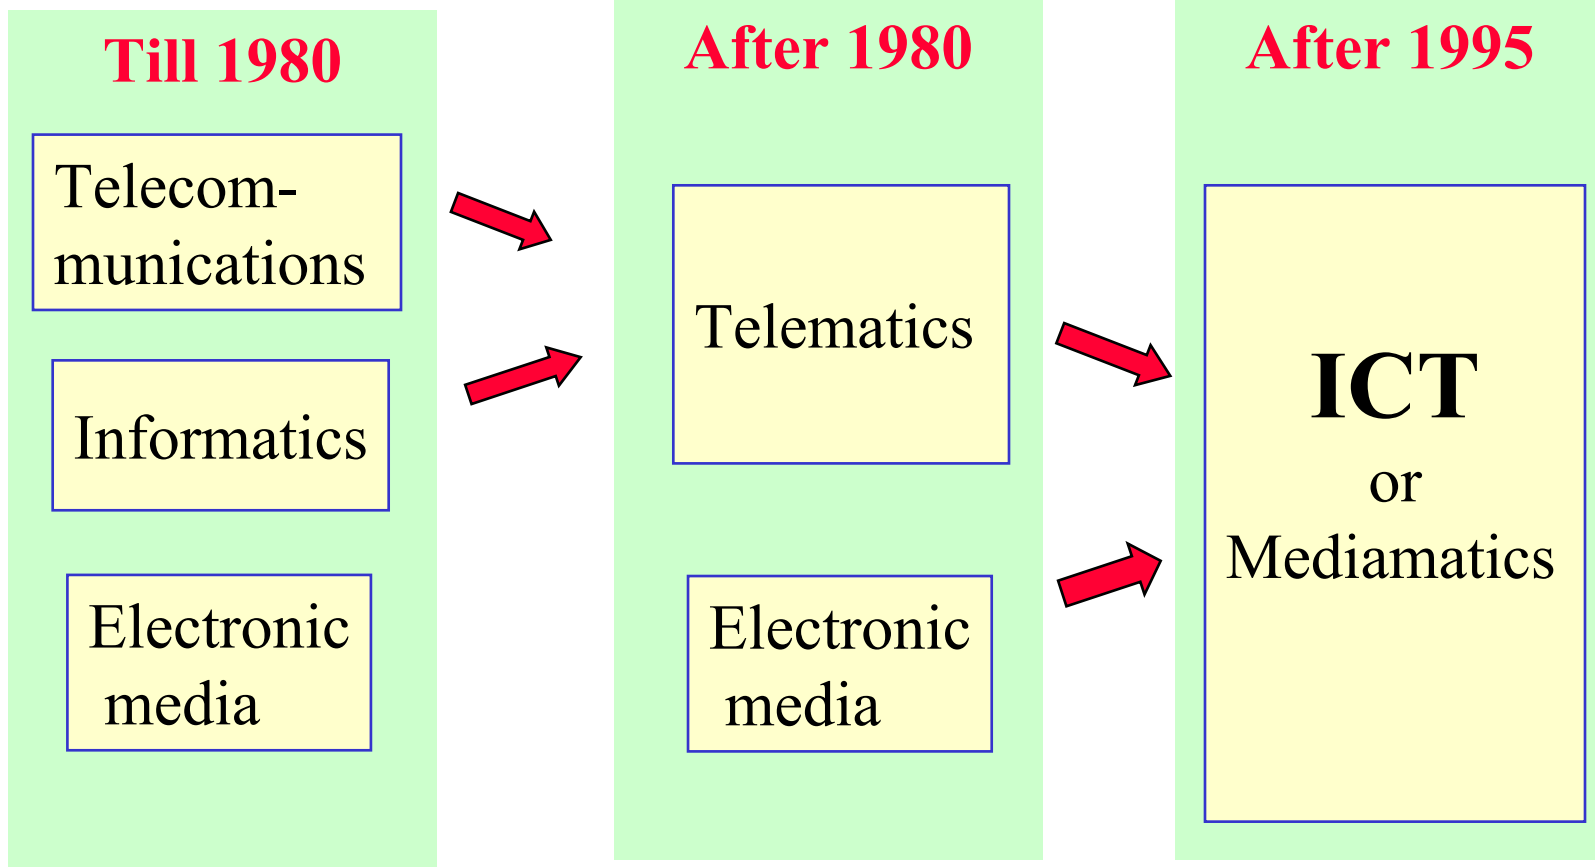 Till 1980
Telecom-
munications
Informatics
Electronic
media
After 1980
Telematics
Electronic
media
After 1995
ICT
or
Mediamatics